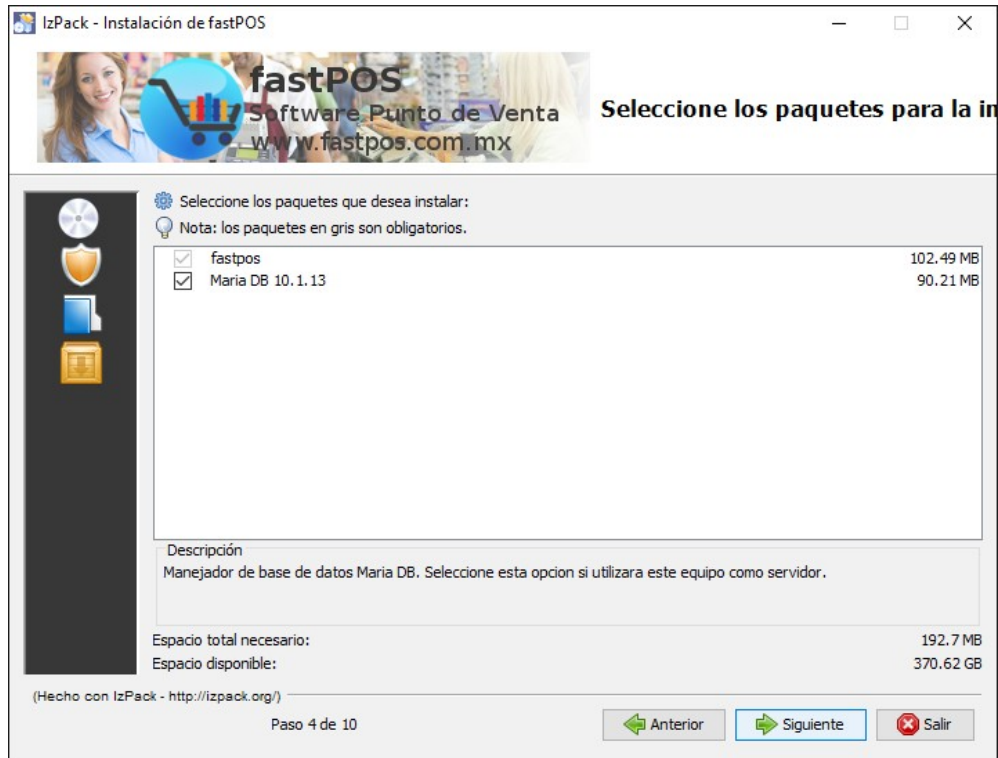 IzPack - Instalación de fastPOS
fastPOS
Software Punto de Venta
www.fastpos.com.mx
Seleccione los paquetes para la in
Seleccione los paquetes que desea instalar:
Nota: los paquetes en gris son obligatorios.
fastpos 102.49 MB
Maria DB 10.1.13 90.21 MB
Descripción
Manejador de base de datos Maria DB. Seleccione esta opcion si utilizara este equipo como servidor.
Espacio total necesario: 192.7 MB
Espacio disponible: 370.62 GB
(Hecho con IzPack - http://izpack.org/)
Paso 4 de 10 Anterior Siguiente Salir